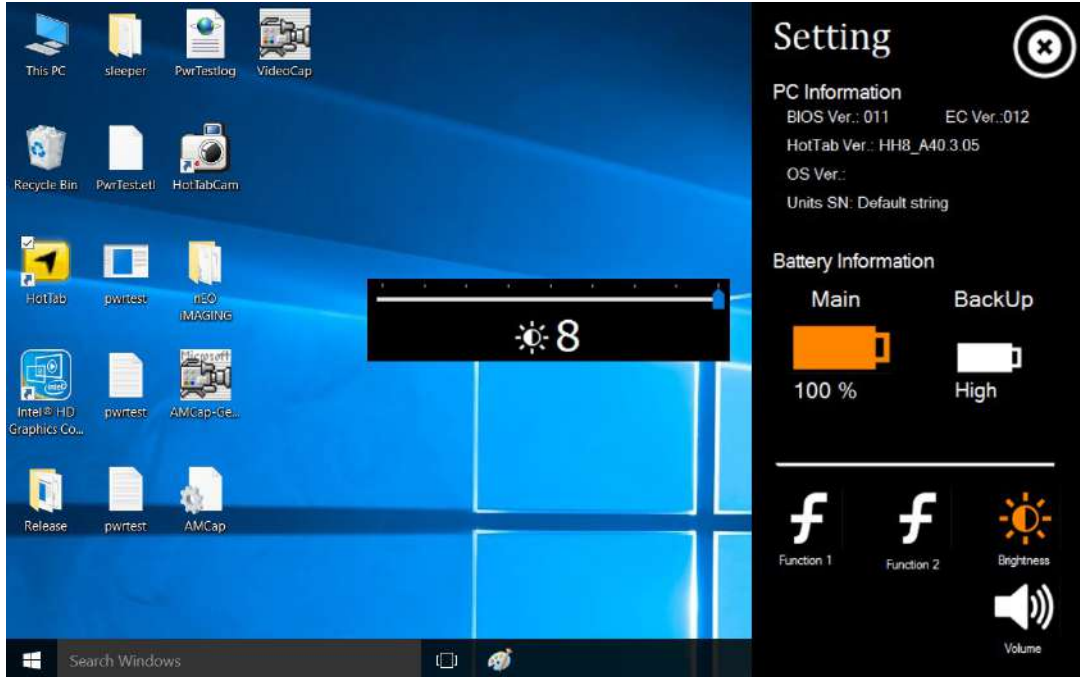 This PC
sleeper
PwrTestlog
VideoCap
Recycle Bin
PwrTest.etl
HotTabCam
HotTab
pwrtest
nEO
iMAGING
Intel® HD
Graphics Co...
pwrtest
Microsoft
AMCap-Ge...
Release
pwrtest
AMCap
Search Windows
8
Setting
PC Information
BIOS Ver.: 011 EC Ver.:012
HotTab Ver.: HH8_A40.3.05
OS Ver.:
Units SN: Default string
Battery Information
Main BackUp
100 % High
Function 1 Function 2 Brightness
Volume